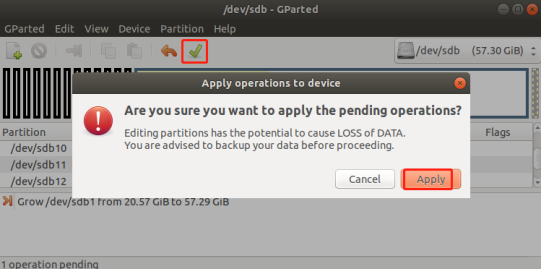 /dev/sdb - GParted
GParted Edit View Device Partition Help
/dev/sdb (57.30 GiB)
Apply operations to device
Are you sure you want to apply the pending operations?
Editing partitions has the potential to cause LOSS of DATA.
You are advised to backup your data before proceeding.
Cancel Apply
Partition
Flags
/dev/sdb10
/dev/sdb11
/dev/sdb12
Grow /dev/sdb1 from 20.57 GiB to 57.29 GiB
1 operation pending